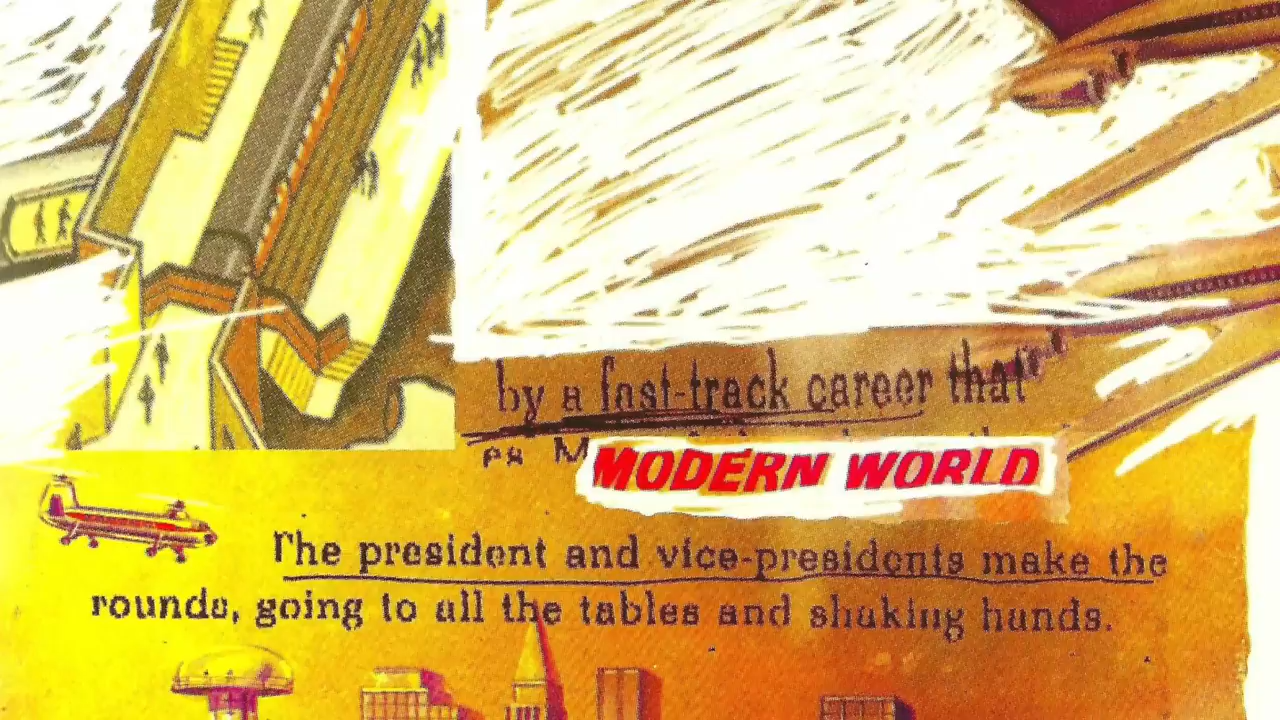 by a fast-track career that
es M
MODERN WORLD
The president and vice-presidents make the
rounds, going to all the tables and shaking hands.